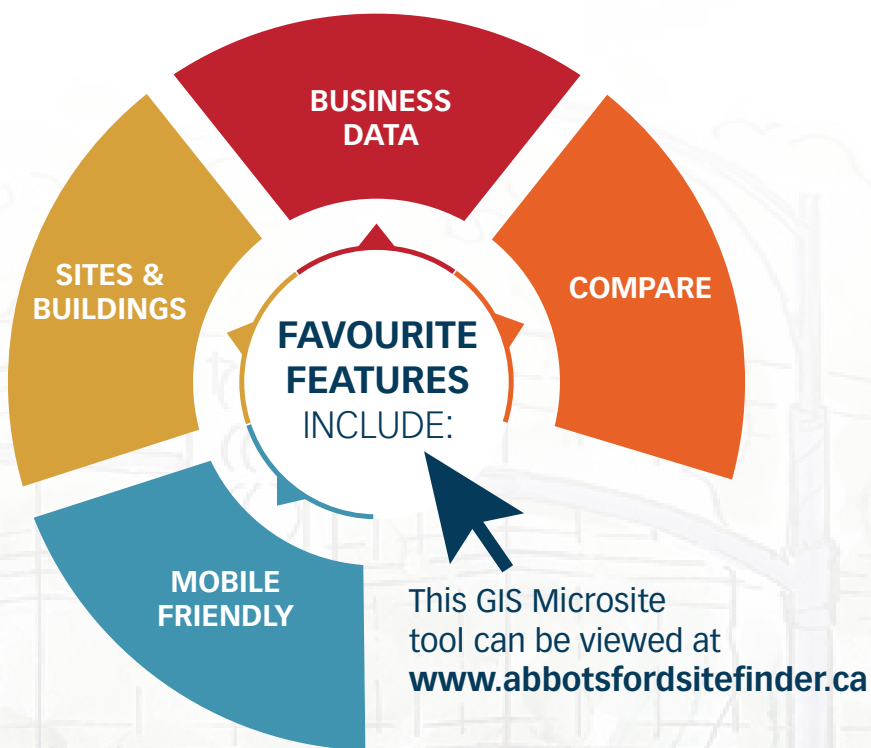 BUSINESS
DATA
SITES &
BUILDINGS
COMPARE
FAVOURITE
FEATURES
INCLUDE:
MOBILE
FRIENDLY
This GIS Microsite
tool can be viewed at
www.abbotsfordsitefinder.ca